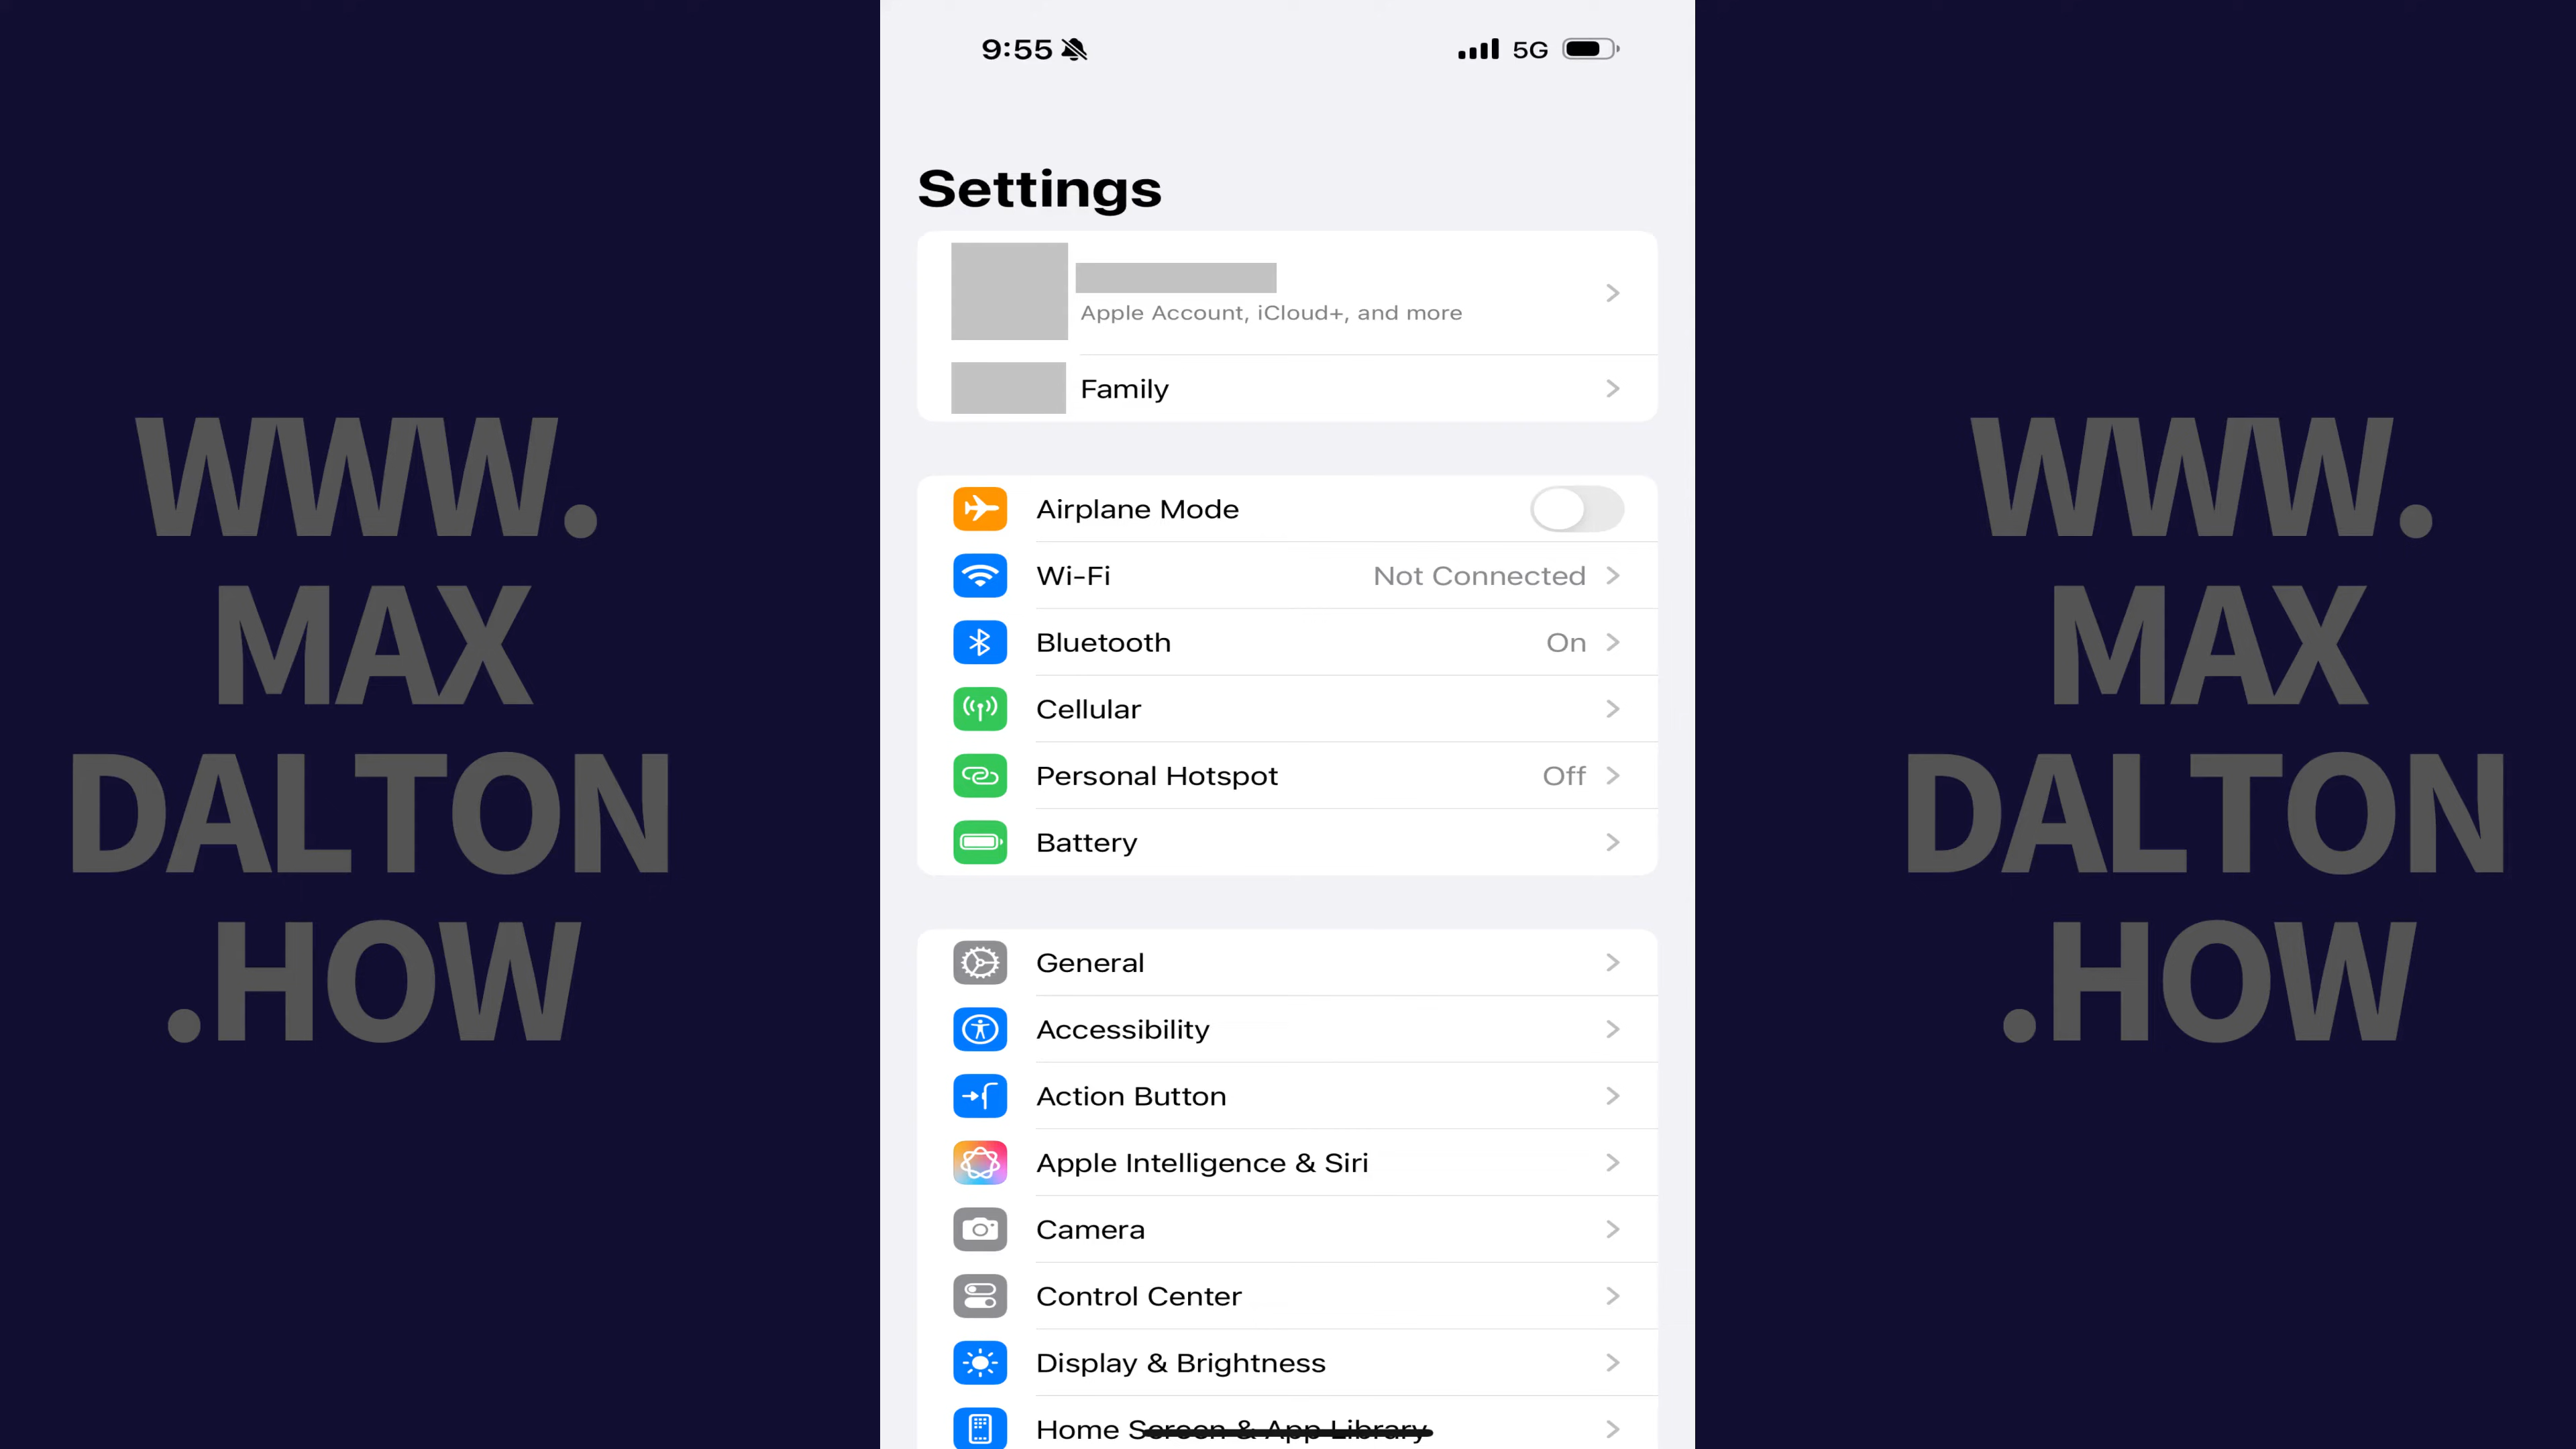 9:55
5G
Settings
Apple Account, iCloud+, and more
Family
Airplane Mode
Wi-Fi Not Connected
Bluetooth On
Cellular
Personal Hotspot Off
Battery
General
Accessibility
Action Button
Apple Intelligence & Siri
Camera
Control Center
Display & Brightness
Home Screen & App Library
WWW.
MAX
DALTON
.HOW
WWW.
MAX
DALTON
.HOW